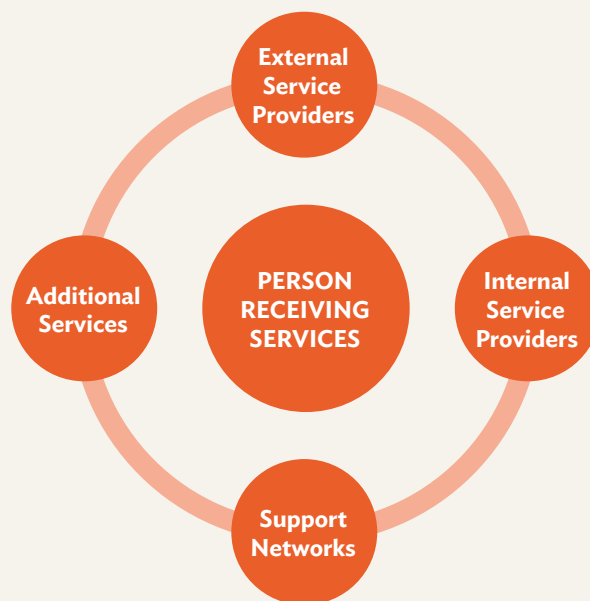 External
Service
Providers
Additional
Services
PERSON
RECEIVING
SERVICES
Internal
Service
Providers
Support
Networks